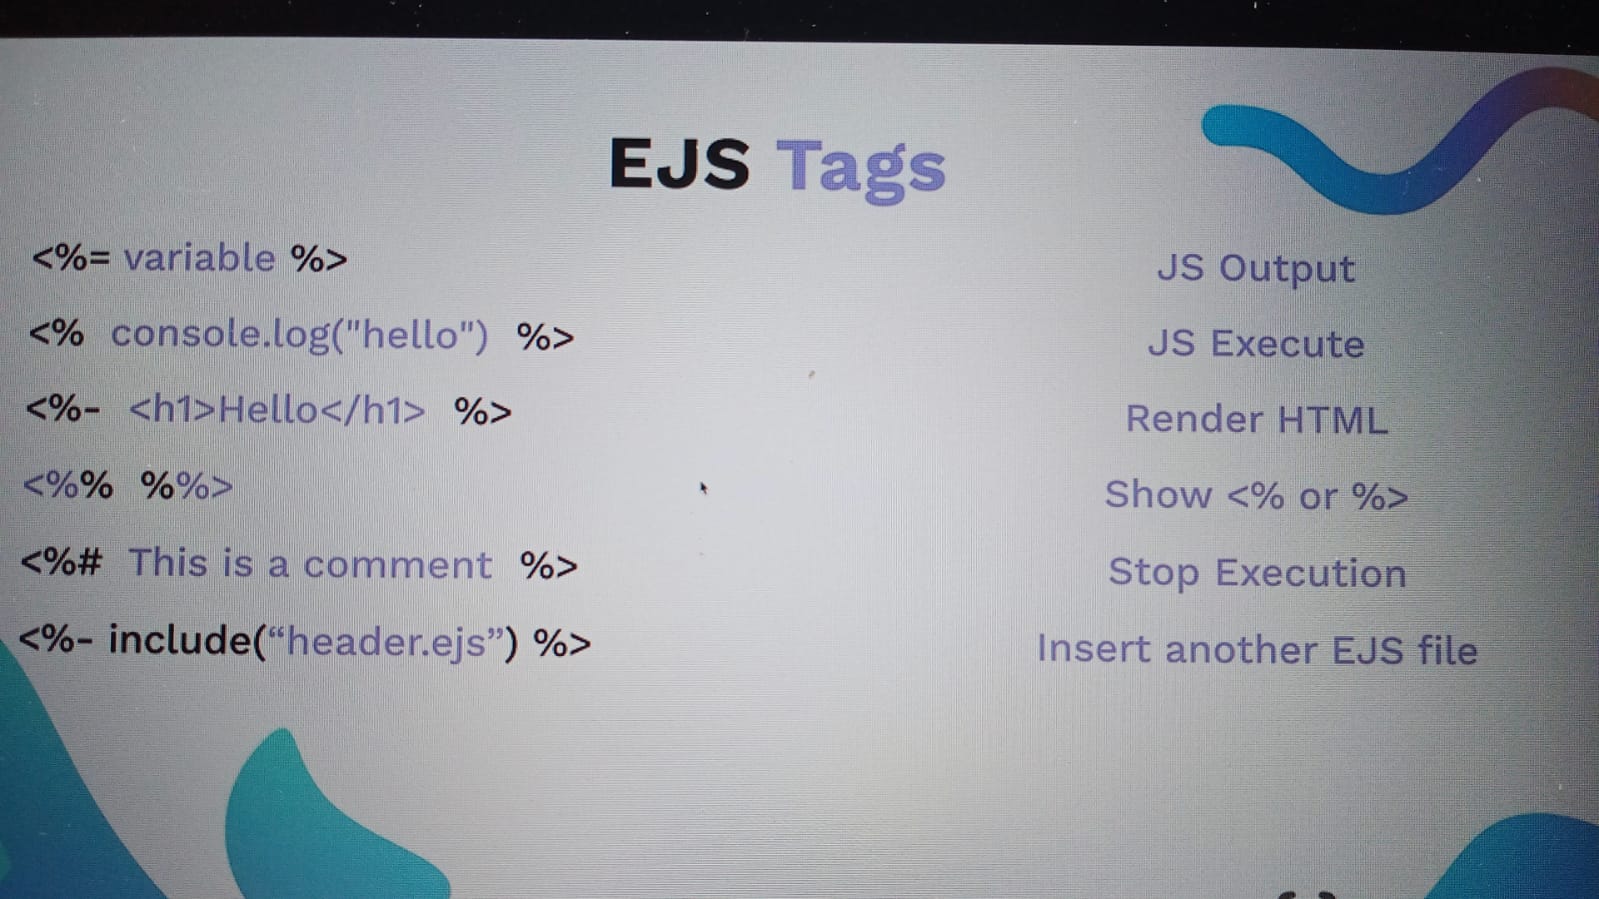 EJS Tags
<%= variable %> JS Output
<% console.log("hello") %> JS Execute
<%- <h1>Hello</h1> %> Render HTML
<%% %%> Show <% or %>
<%# This is a comment %> Stop Execution
<%- include(“header.ejs”) %> Insert another EJS file